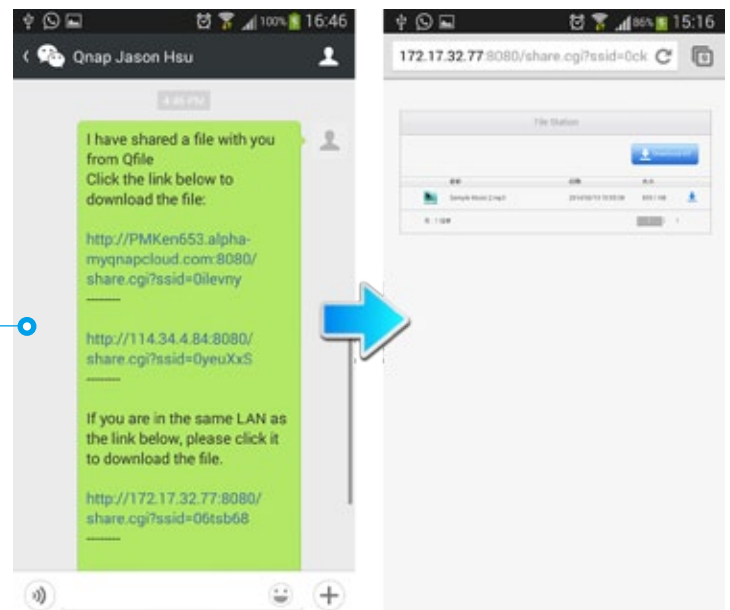 100% 16:46
Qnap Jason Hsu
4:46 PM
I have shared a file with you
from Qfile
Click the link below to
download the file:
http://PMKen653.alpha-
myqnapcloud.com:8080/
share.cgi?ssid=0ilevny
--------
http://114.34.4.84:8080/
share.cgi?ssid=0yeuXxS
--------
If you are in the same LAN as
the link below, please click it
to download the file.
http://172.17.32.77:8080/
share.cgi?ssid=06tsb68
--------
86% 15:16
172.17.32.77:8080/share.cgi?ssid=0ck
File Station
Sample Music 2.mp3